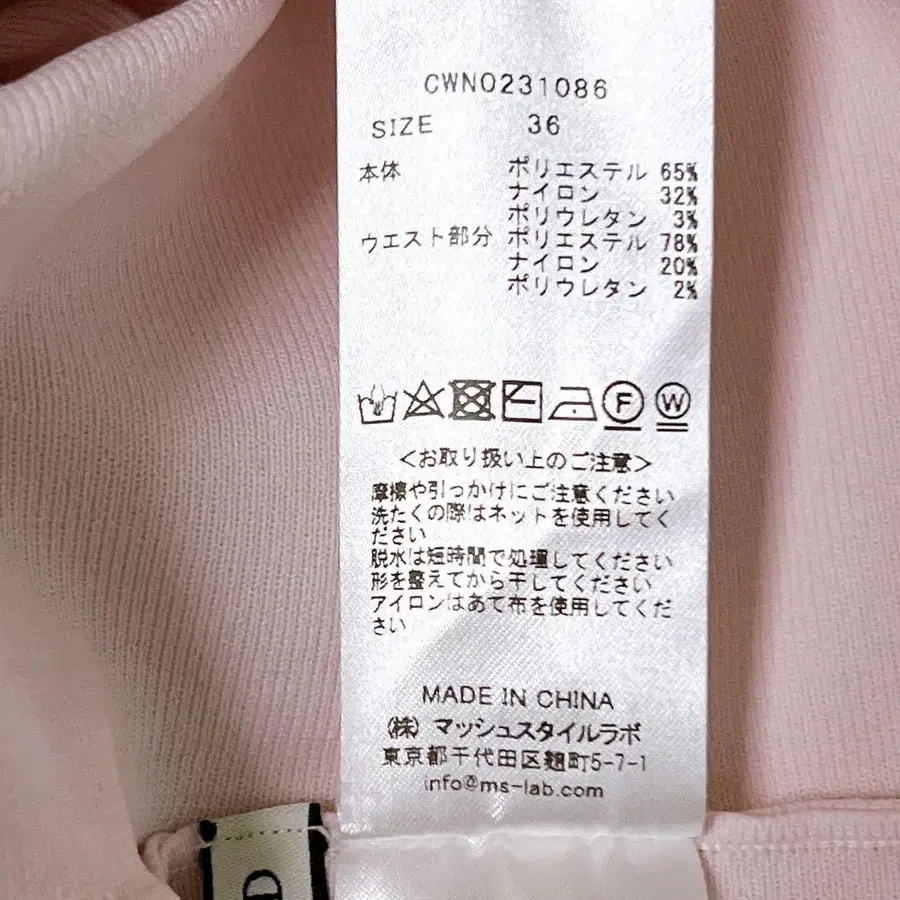 CWNO231086
SIZE 36
本体 ポリエステル 65%
ナイロン 32%
ポリウレタン 3%
ウエスト部分 ポリエステル 78%
ナイロン 20%
ポリウレタン 2%
F W
<お取り扱い上のご注意>
摩擦や引っかけにご注意ください
洗たくの際はネットを使用してく
ださい
脱水は短時間で処理してください
形を整えてから干してください
アイロンはあて布を使用してくだ
さい
MADE IN CHINA
(株) マッシュスタイルラボ
東京都千代田区麹町5-7-1
info@ms-lab.com